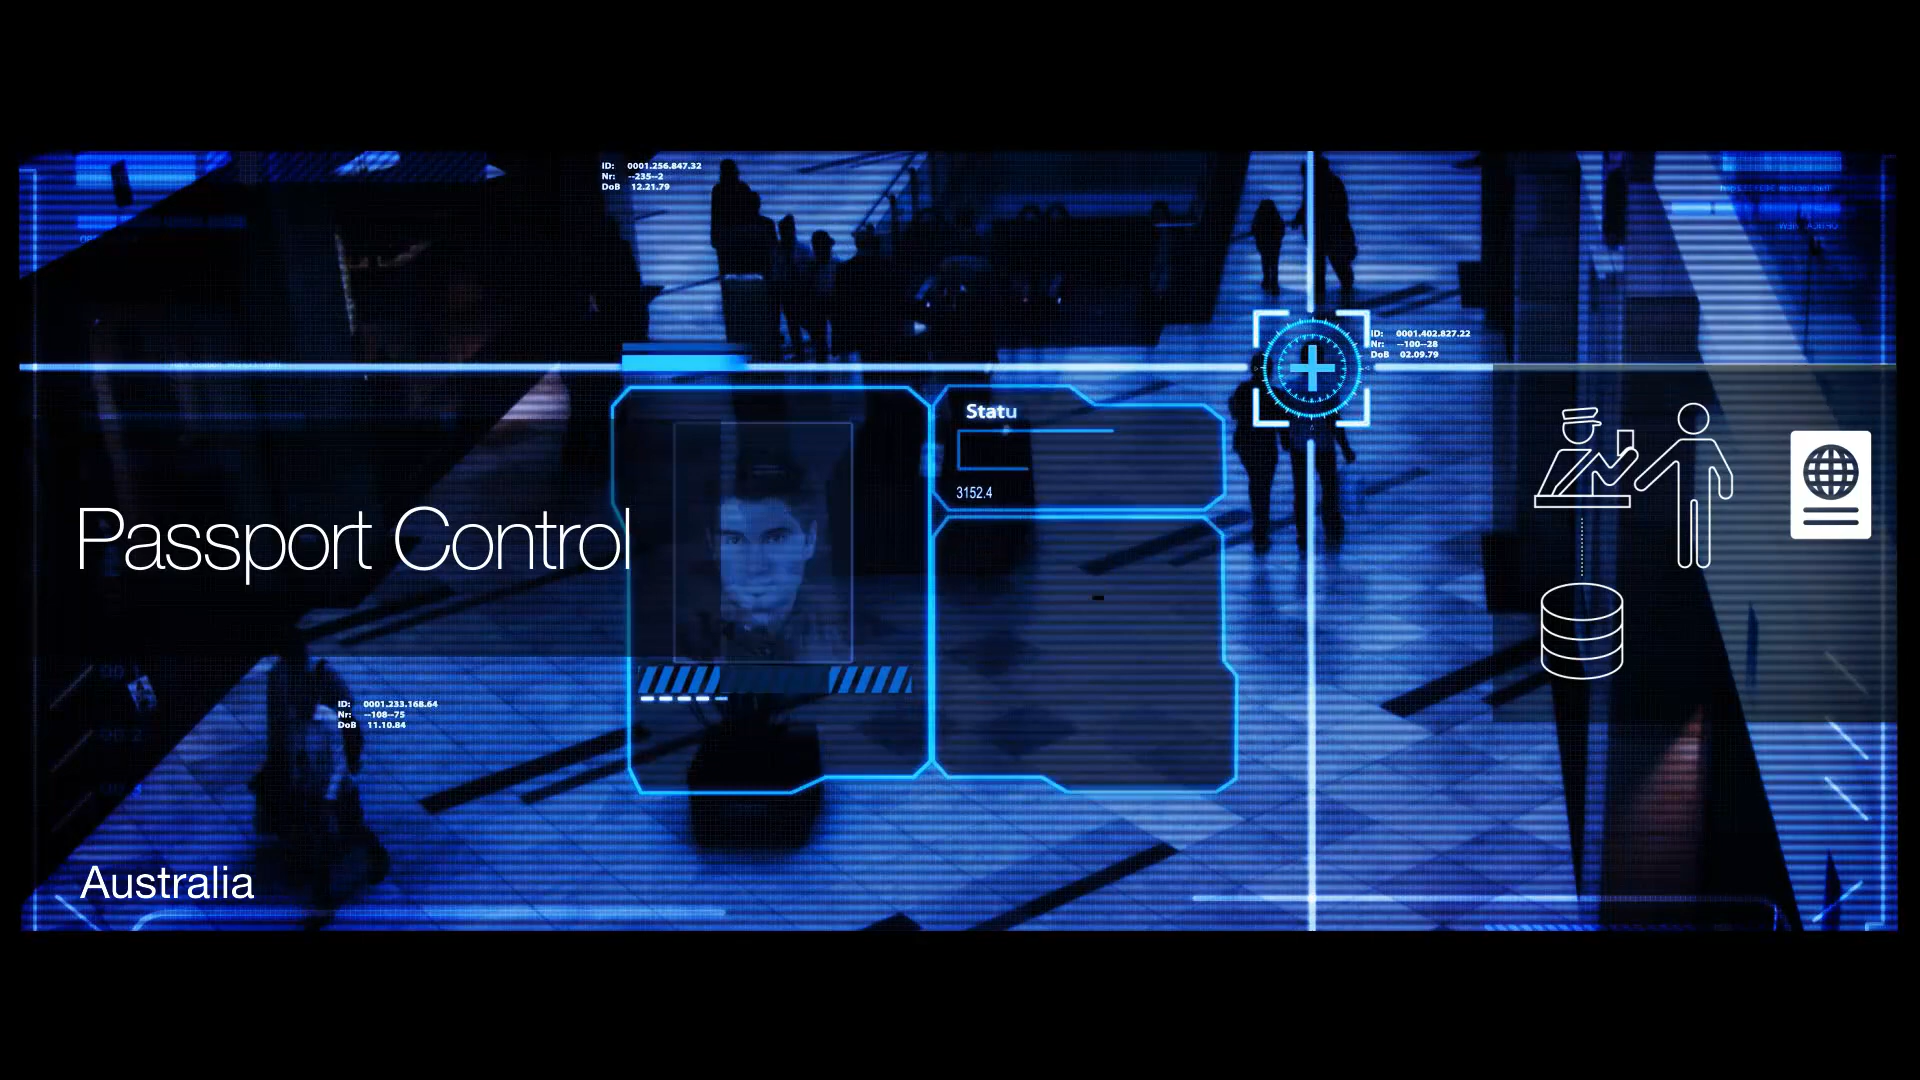 ID: 0001.256.847.32
Nr: --235--2
DoB 12.21.79
ID: 0001.402.827.22
Nr: --100--28
DoB 02.09.79
Statu
3152.4
Passport Control
ID: 0001.233.168.64
Nr: --108--75
DoB 11.10.84
Australia